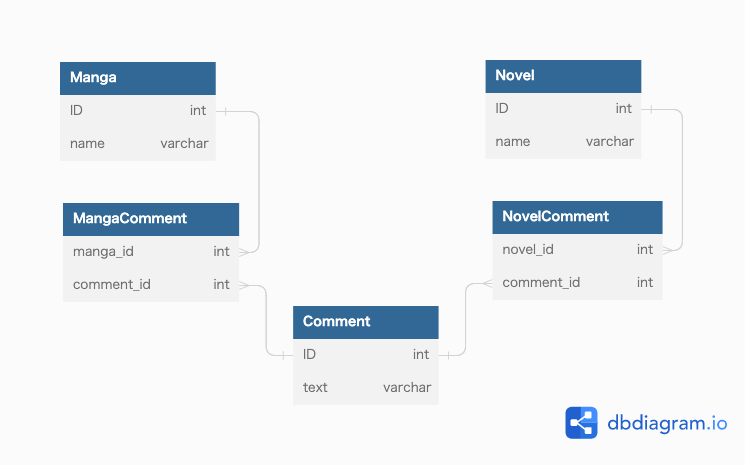 Manga
ID int
name varchar
Novel
ID int
name varchar
MangaComment
manga_id int
comment_id int
NovelComment
novel_id int
comment_id int
Comment
ID int
text varchar
dbdiagram.io